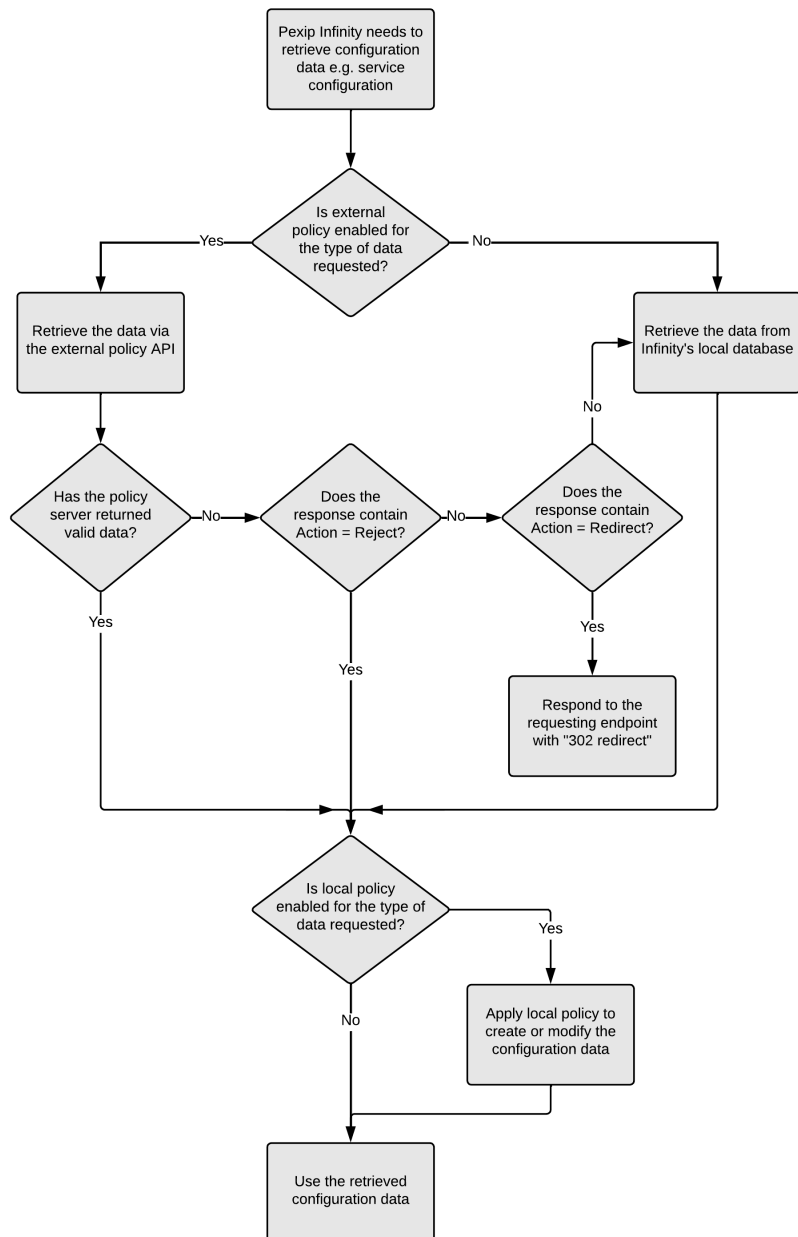 Pexip Infinity needs to
retrieve configuration
data e.g. service
configuration
Is external
policy enabled for
the type of data
requested?
Yes
No
Retrieve the data via
the external policy API
Retrieve the data from
Infinity's local database
No
Has the policy
server returned
valid data?
No
Does the
response contain
Action = Reject?
No
Does the
response contain
Action = Redirect?
Yes
Yes
Yes
Respond to the
requesting endpoint
with "302 redirect"
Is local policy
enabled for the type of
data requested?
Yes
No
Apply local policy to
create or modify the
configuration data
Use the retrieved
configuration data